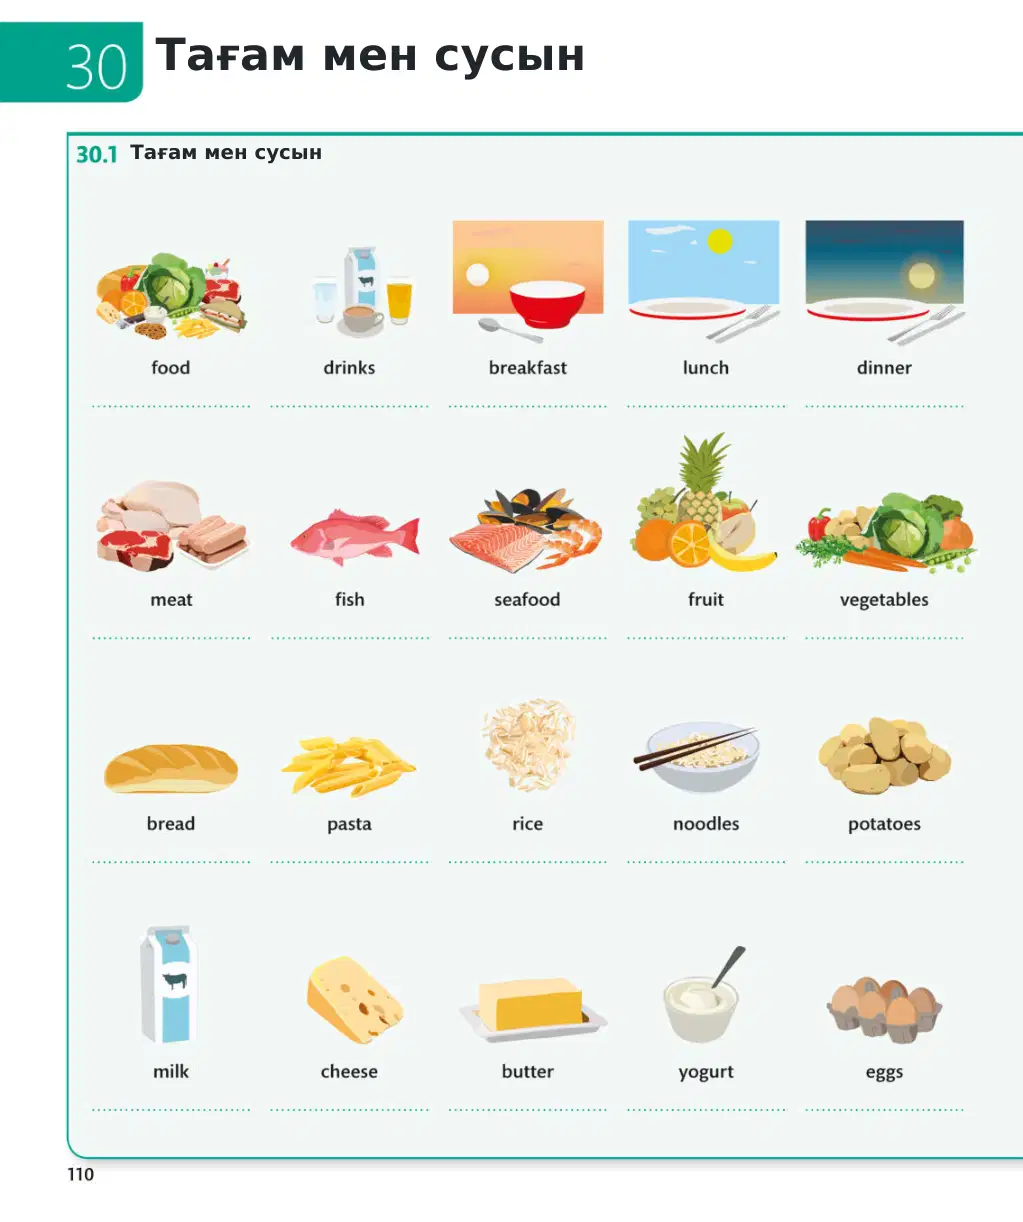 30 Тағам мен сусын
30.1 Тағам мен сусын
food drinks breakfast lunch dinner
meat fish seafood fruit vegetables
bread pasta rice noodles potatoes
milk cheese butter yogurt eggs
110